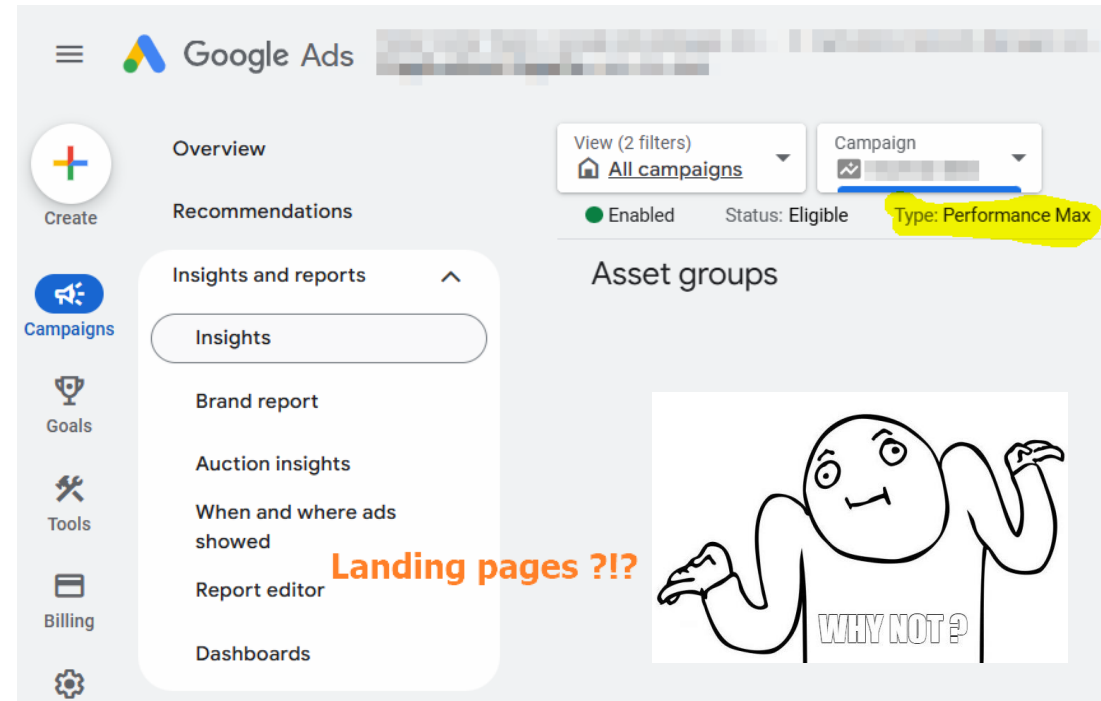 Google Ads
Create
Campaigns
Goals
Tools
Billing
Overview
Recommendations
Insights and reports
Insights
Brand report
Auction insights
When and where ads
showed
Report editor
Dashboards
View (2 filters)
All campaigns
Campaign
Enabled
Status: Eligible
Type: Performance Max
Asset groups
Landing pages ?!?
WHY NOT ?